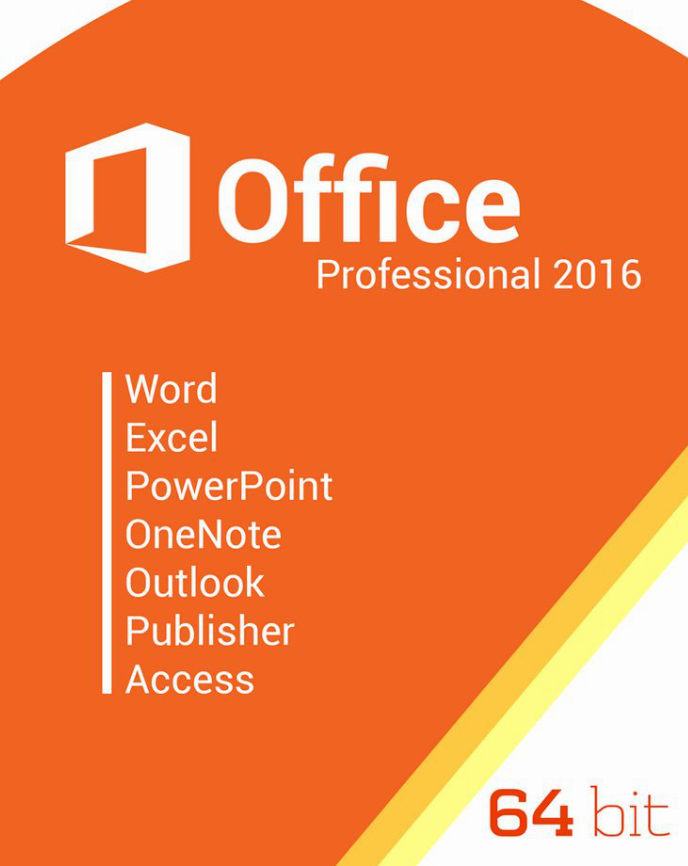 Office
Professional 2016
Word
Excel
PowerPoint
OneNote
Outlook
Publisher
Access
64 bit